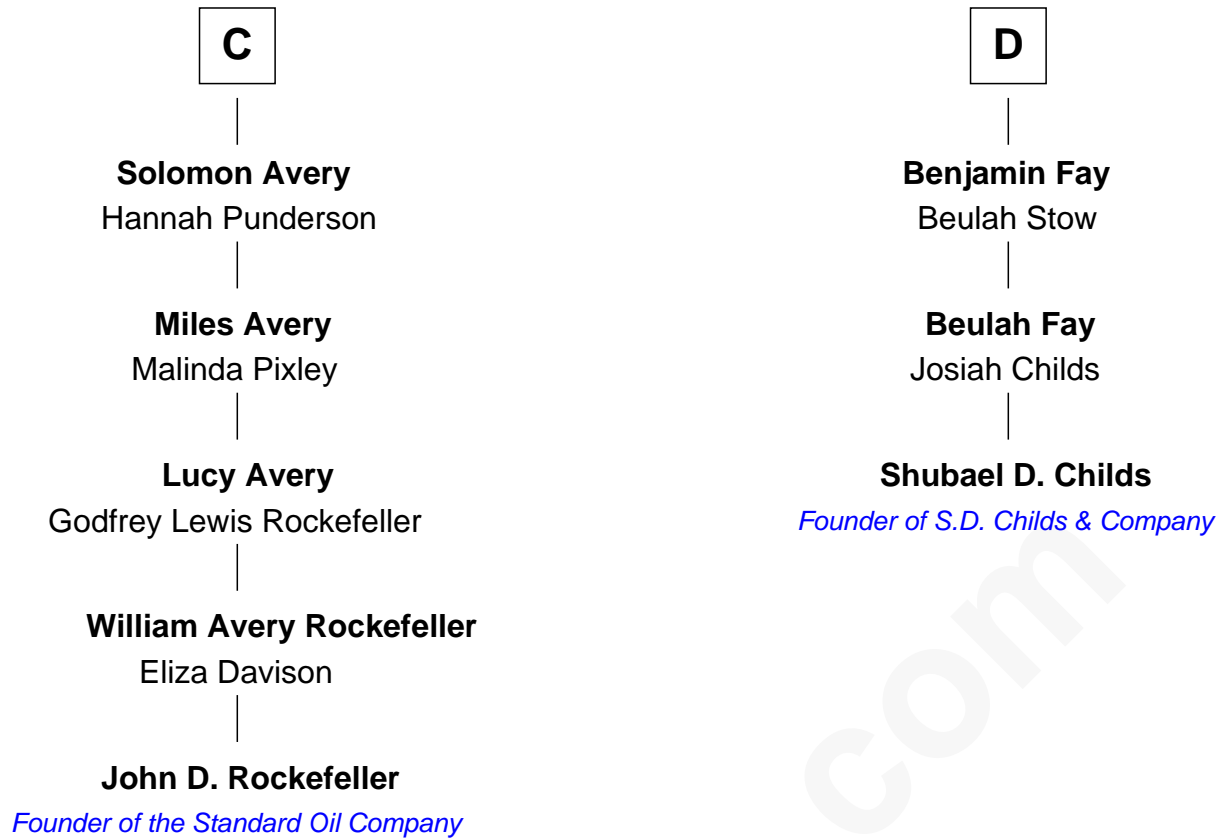 C
Solomon Avery
Hannah Punderson
Miles Avery
Malinda Pixley
Lucy Avery
Godfrey Lewis Rockefeller
William Avery Rockefeller
Eliza Davison
John D. Rockefeller
Founder of the Standard Oil Company
D
Benjamin Fay
Beulah Stow
Beulah Fay
Josiah Childs
Shubael D. Childs
Founder of S.D. Childs & Company
com